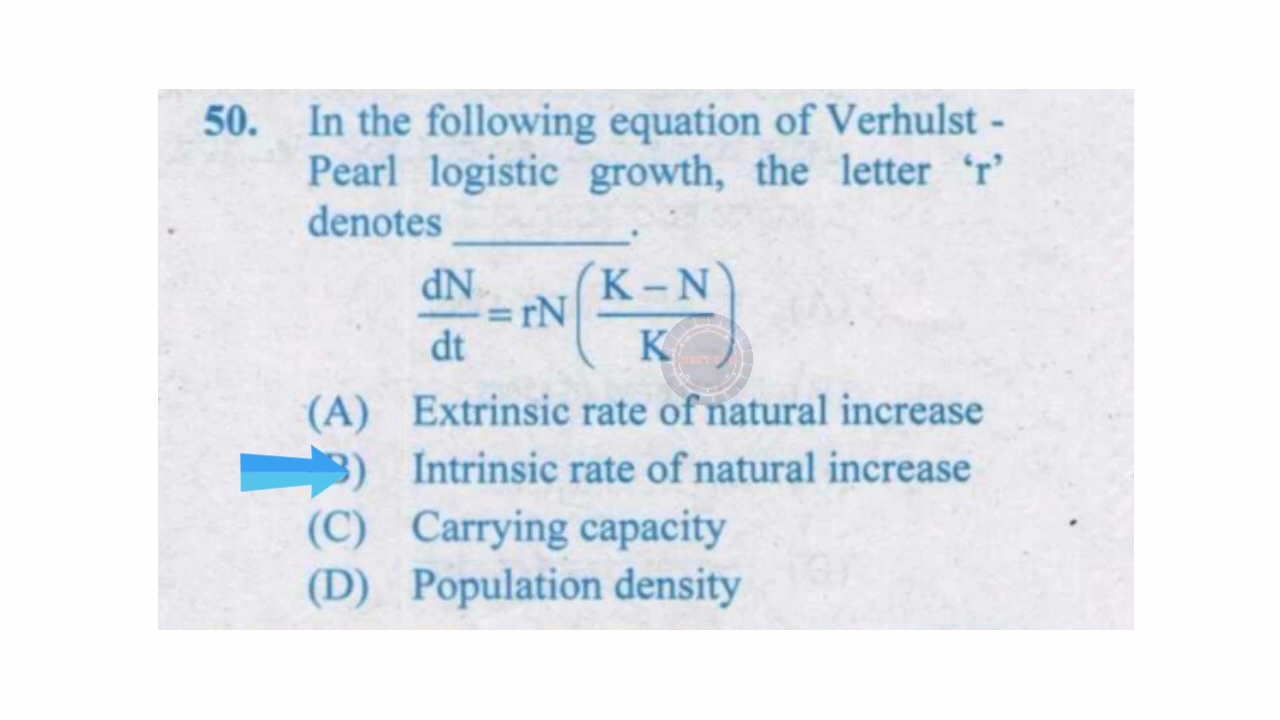 50. In the following equation of Verhulst -
Pearl logistic growth, the letter ‘r’
denotes ________.
dN/dt = rN ( K – N / K )
(A) Extrinsic rate of natural increase
(B) Intrinsic rate of natural increase
(C) Carrying capacity
(D) Population density